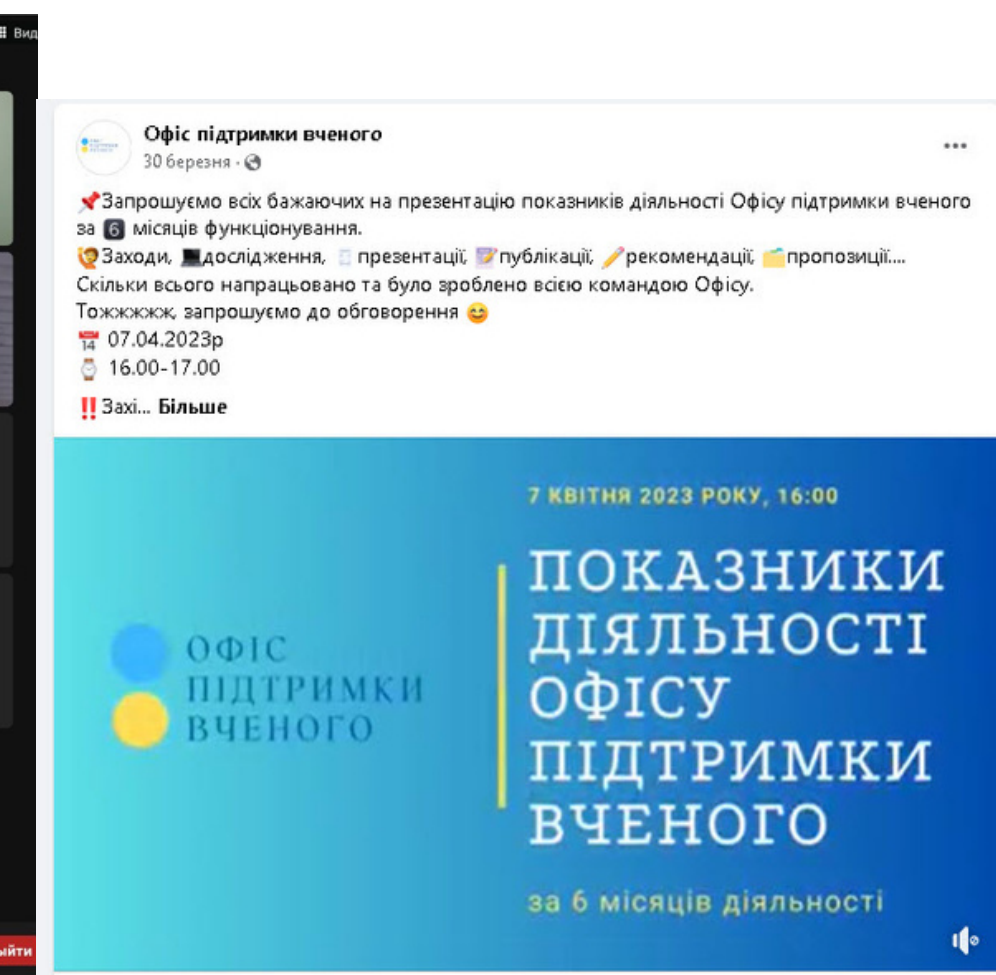 Вид
Офіс підтримки вченого
30 березня ·
📌Запрошуємо всіх бажаючих на презентацію показників діяльності Офісу підтримки вченого
за 6️⃣ місяців функціонування.
🙋Заходи, 💻дослідження, 🗒 презентації, 📝публікації, ✏️рекомендації, 🗂пропозиції....
Скільки всього напрацьовано та було зроблено всією командою Офісу.
Тожжжжж, запрошуємо до обговорення 😊
📅 07.04.2023р
⌚ 16.00-17.00
‼️Захі... Більше
7 КВІТНЯ 2023 РОКУ, 16:00
ПОКАЗНИКИ
ДІЯЛЬНОСТІ
ОФІСУ
ПІДТРИМКИ
ВЧЕНОГО
за 6 місяців діяльності
ОФІС
ПІДТРИМКИ
ВЧЕНОГО
ыйти